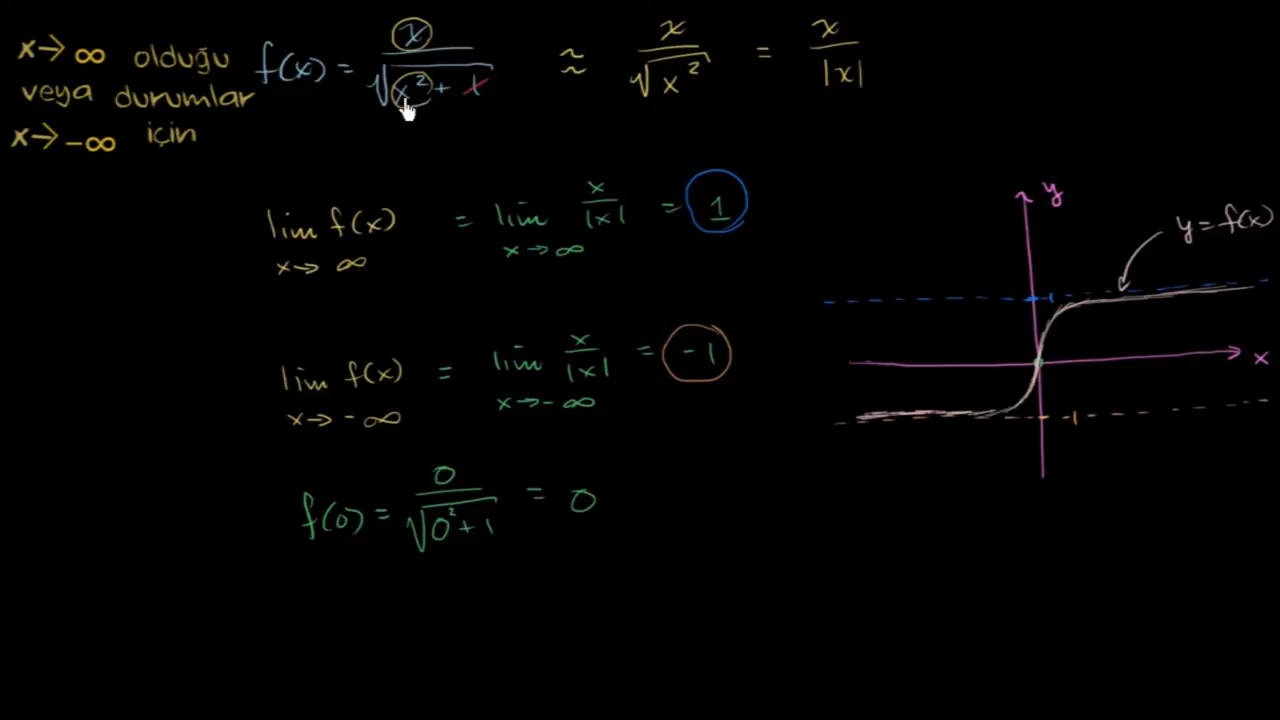 x→∞ olduğu
veya durumlar
x→-∞ için
f(x) = x/√(x²+1) ≈ x/√(x²) = x/|x|
lim f(x) = lim x/|x| = 1
x→∞ x→∞
lim f(x) = lim x/|x| = -1
x→-∞ x→-∞
f(0) = 0/√(0²+1) = 0
y
y=f(x)
1
x
-1